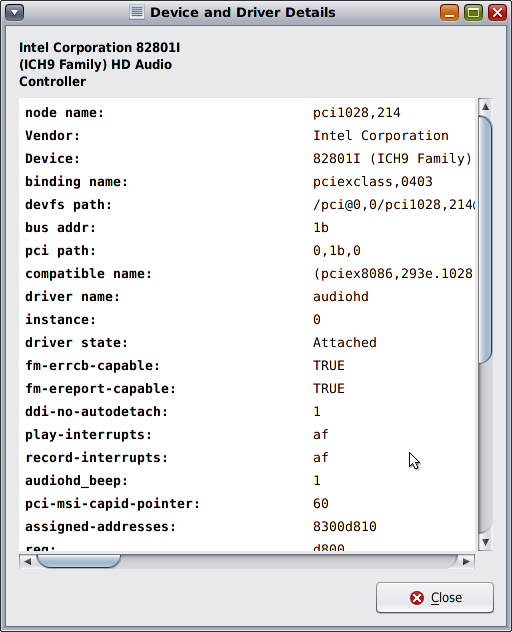 Device and Driver Details
Intel Corporation 82801I
(ICH9 Family) HD Audio
Controller
node name: pci1028,214
Vendor: Intel Corporation
Device: 82801I (ICH9 Family)
binding name: pciexclass,0403
devfs path: /pci@0,0/pci1028,214@
bus addr: 1b
pci path: 0,1b,0
compatible name: (pciex8086,293e.1028
driver name: audiohd
instance: 0
driver state: Attached
fm-errcb-capable: TRUE
fm-ereport-capable: TRUE
ddi-no-autodetach: 1
play-interrupts: af
record-interrupts: af
audiohd_beep: 1
pci-msi-capid-pointer: 60
assigned-addresses: 8300d810
reg: d800
Close